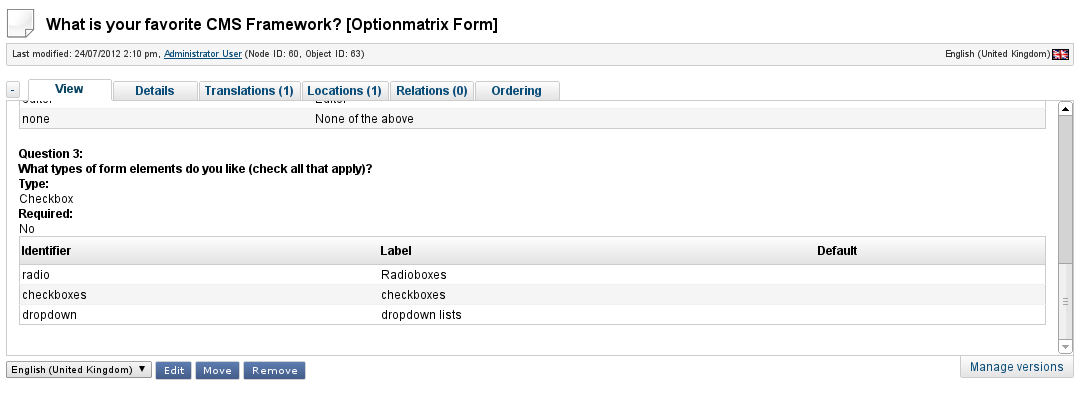 What is your favorite CMS Framework? [Optionmatrix Form]
Last modified: 24/07/2012 2:10 pm, Administrator User (Node ID: 60, Object ID: 63) English (United Kingdom)
- View Details Translations (1) Locations (1) Relations (0) Ordering
none None of the above
Question 3:
What types of form elements do you like (check all that apply)?
Type:
Checkbox
Required:
No
Identifier Label Default
radio Radioboxes
checkboxes checkboxes
dropdown dropdown lists
English (United Kingdom) Edit Move Remove Manage versions